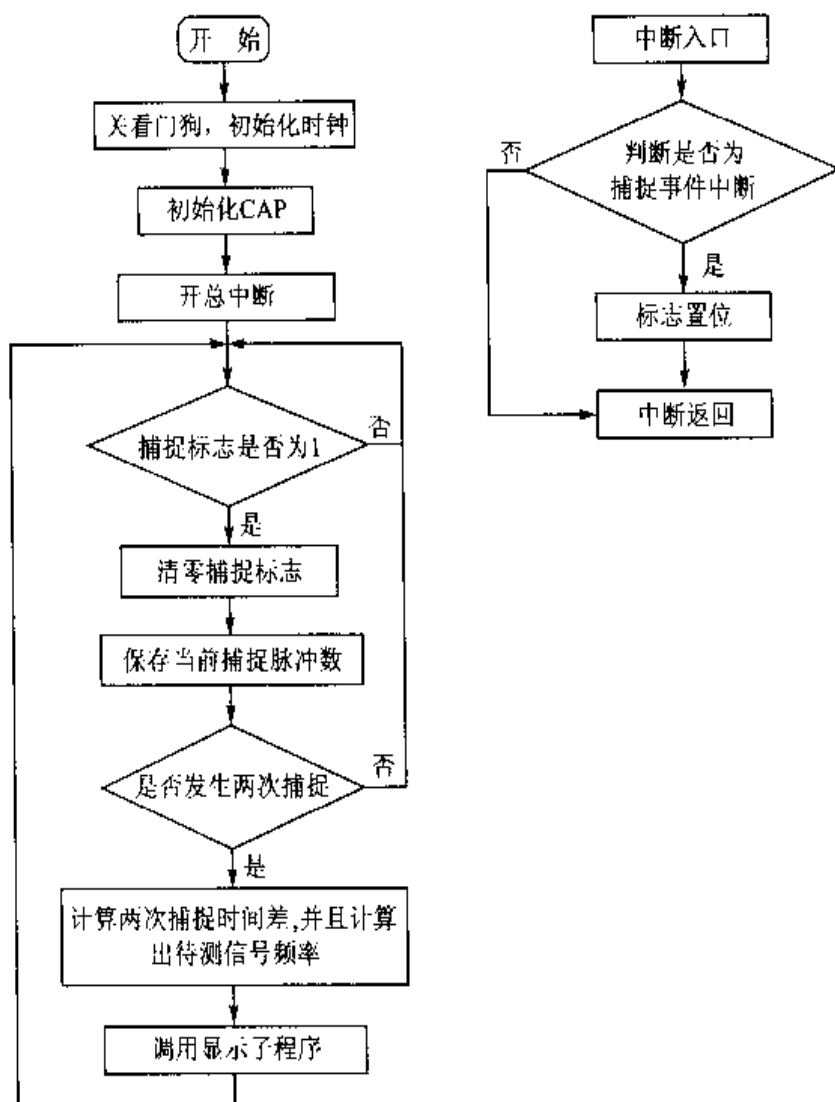 开 始
关看门狗，初始化时钟
初始化CAP
开总中断
捕捉标志是否为1
否
是
清零捕捉标志
保存当前捕捉脉冲数
是否发生两次捕捉
否
是
计算两次捕捉时间差,并且计算
出待测信号频率
调用显示子程序
中断入口
否
判断是否为
捕捉事件中断
是
标志置位
中断返回